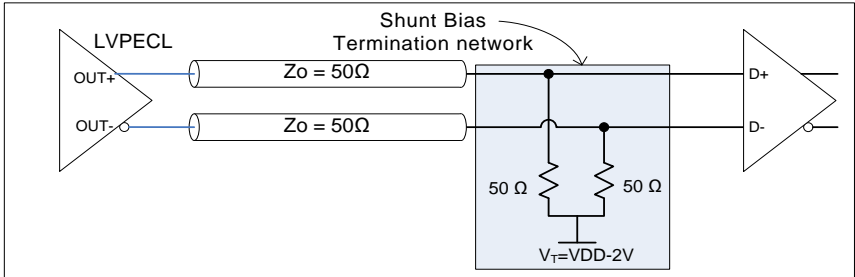 Shunt Bias
Termination network
LVPECL
OUT+
Zo = 50Ω
D+
OUT-
Zo = 50Ω
D-
50 Ω
50 Ω
VT=VDD-2V